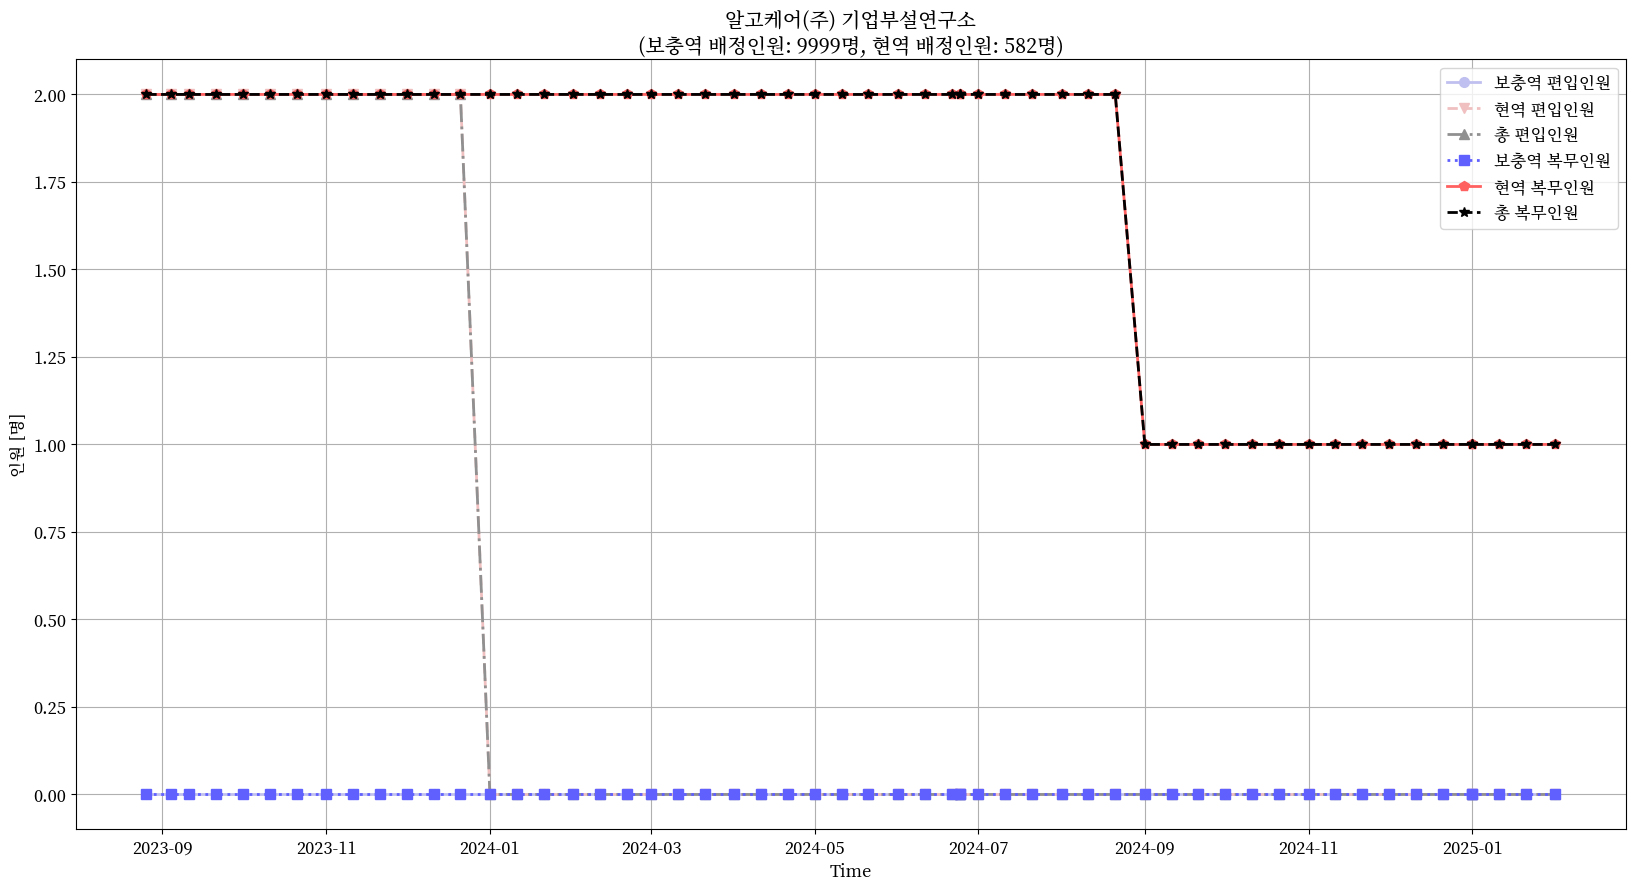 알고케어(주) 기업부설연구소
(보충역 배정인원: 9999명, 현역 배정인원: 582명)
보충역 편입인원
현역 편입인원
총 편입인원
보충역 복무인원
현역 복무인원
총 복무인원
인원 [명]
2.00
1.75
1.50
1.25
1.00
0.75
0.50
0.25
0.00
2023-09
2023-11
2024-01
2024-03
2024-05
2024-07
2024-09
2024-11
2025-01
Time